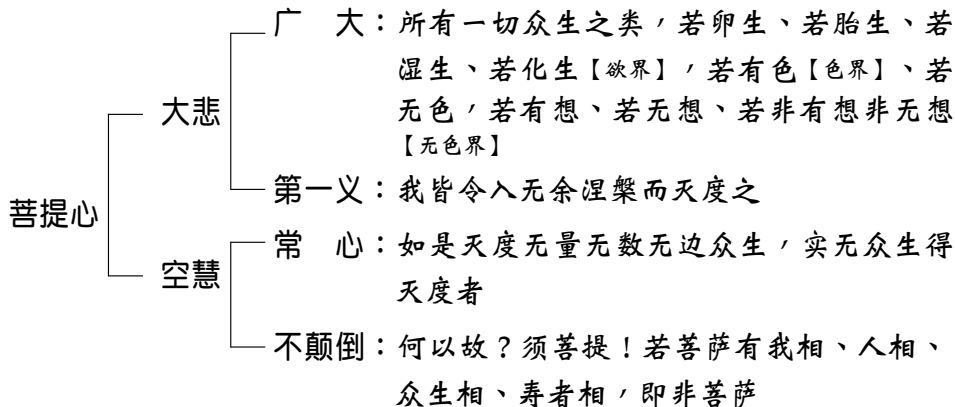 广　大：所有一切众生之类，若卵生、若胎生、若
湿生、若化生【欲界】，若有色【色界】、若
无色，若有想、若无想、若非有想非无想
【无色界】
大悲
第一义：我皆令入无余涅槃而灭度之
菩提心
常　心：如是灭度无量无数无边众生，实无众生得
灭度者
空慧
不颠倒：何以故？须菩提！若菩萨有我相、人相、
众生相、寿者相，即非菩萨